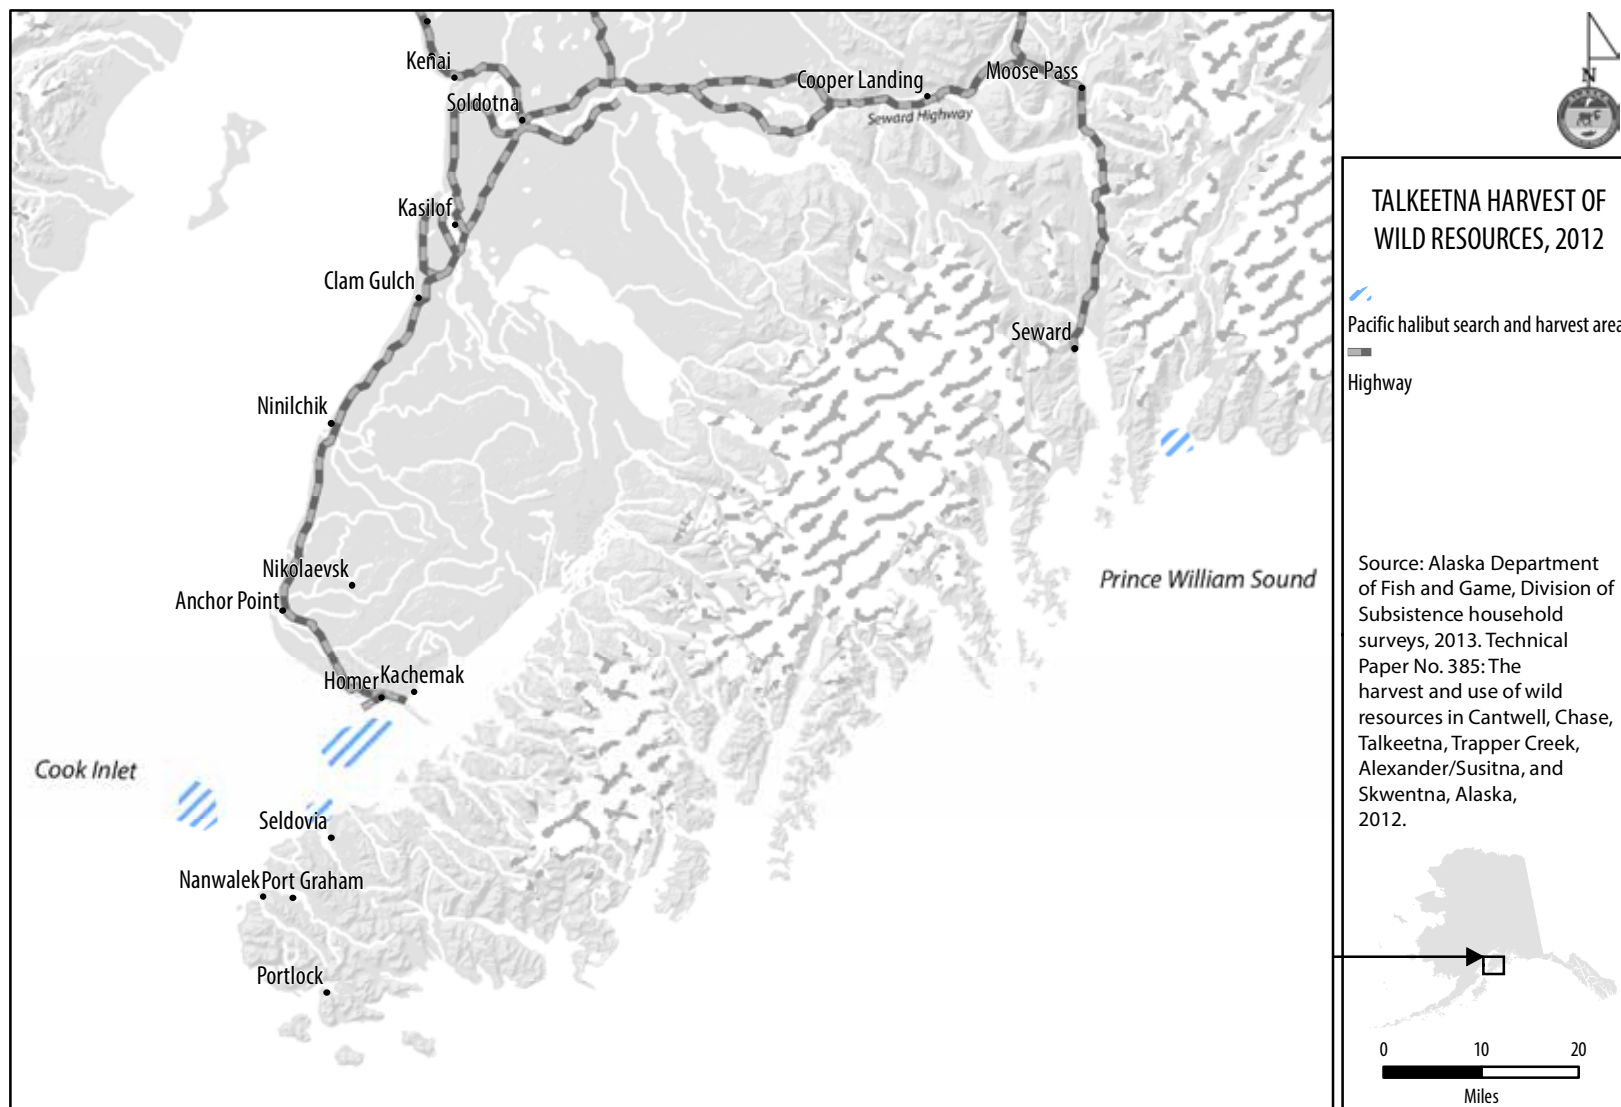 Kenai
Soldotna
Cooper Landing
Moose Pass
Seward Highway
Kasilof
Clam Gulch
Seward
Ninilchik
Nikolaevsk
Anchor Point
Prince William Sound
Homer
Kachemak
Cook Inlet
Seldovia
Nanwalek
Port Graham
Portlock
N
TALKEETNA HARVEST OF
WILD RESOURCES, 2012
Pacific halibut search and harvest area
Highway
Source: Alaska Department
of Fish and Game, Division of
Subsistence household
surveys, 2013. Technical
Paper No. 385: The
harvest and use of wild
resources in Cantwell, Chase,
Talkeetna, Trapper Creek,
Alexander/Susitna, and
Skwentna, Alaska,
2012.
0 10 20
Miles